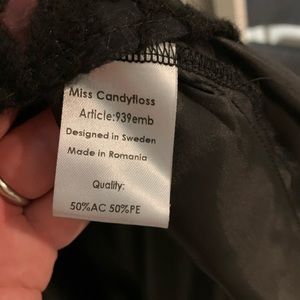 Miss Candyfloss
Article:939emb
Designed in Sweden
Made in Romania
Quality:
50%AC 50%PE